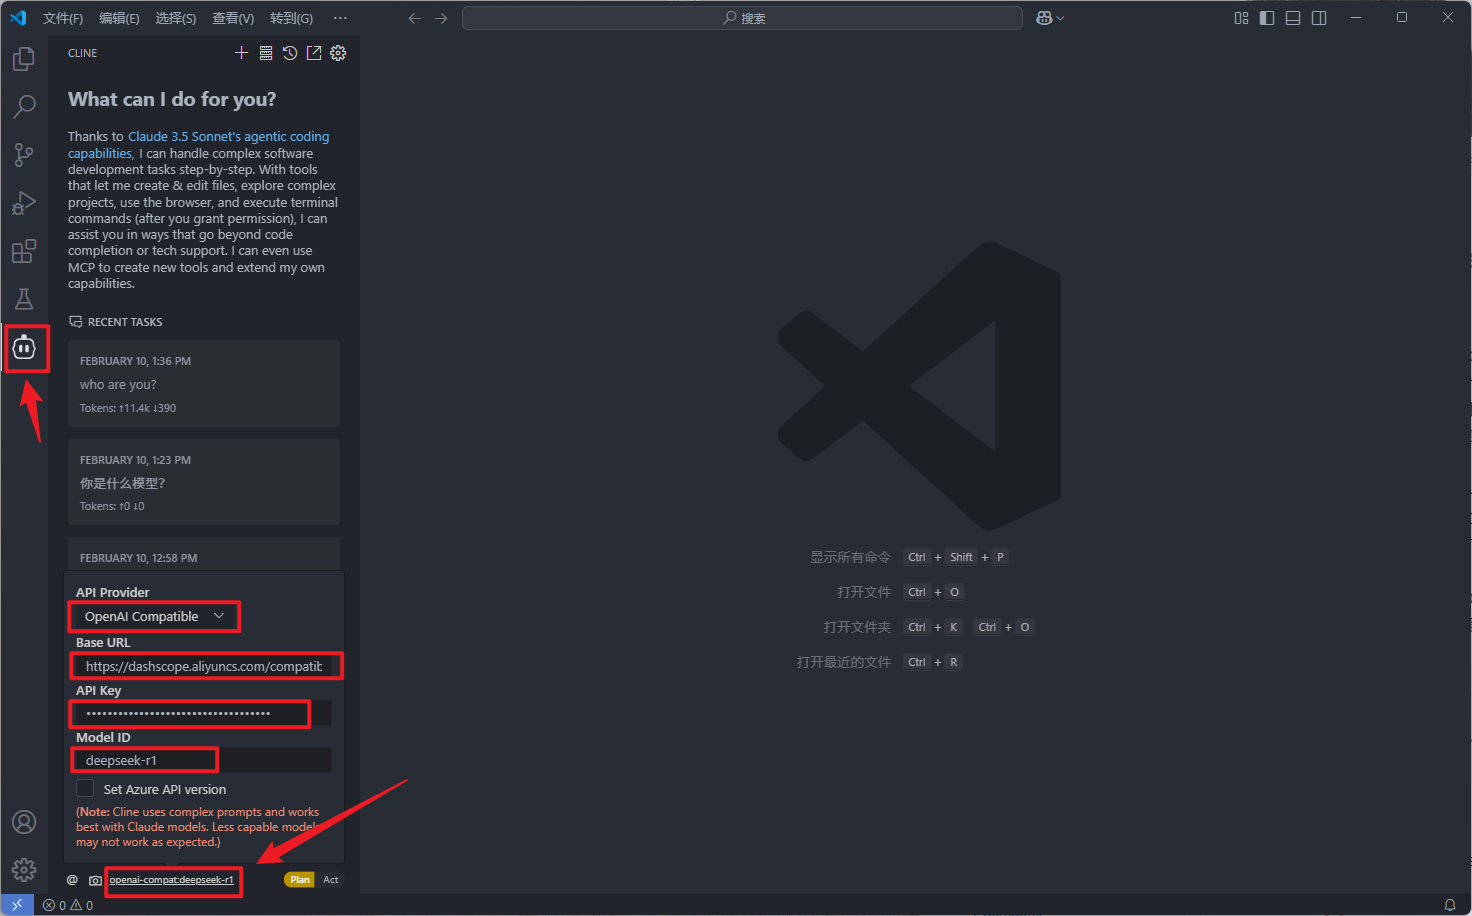 文件(F) 编辑(E) 选择(S) 查看(V) 转到(G) ···
搜索
CLINE
What can I do for you?
Thanks to Claude 3.5 Sonnet's agentic coding
capabilities, I can handle complex software
development tasks step-by-step. With tools
that let me create & edit files, explore complex
projects, use the browser, and execute terminal
commands (after you grant permission), I can
assist you in ways that go beyond code
completion or tech support. I can even use
MCP to create new tools and extend my own
capabilities.
RECENT TASKS
FEBRUARY 10, 1:36 PM
who are you?
Tokens: ↑11.4k ↓390
FEBRUARY 10, 1:23 PM
你是什么模型?
Tokens: ↑0 ↓0
FEBRUARY 10, 12:58 PM
API Provider
OpenAI Compatible
Base URL
https://dashscope.aliyuncs.com/compatib
API Key
Model ID
deepseek-r1
Set Azure API version
(Note: Cline uses complex prompts and works
best with Claude models. Less capable models
may not work as expected.)
@ openai-compat:deepseek-r1 Plan Act
0 0
显示所有命令 Ctrl + Shift + P
打开文件 Ctrl + O
打开文件夹 Ctrl + K Ctrl + O
打开最近的文件 Ctrl + R